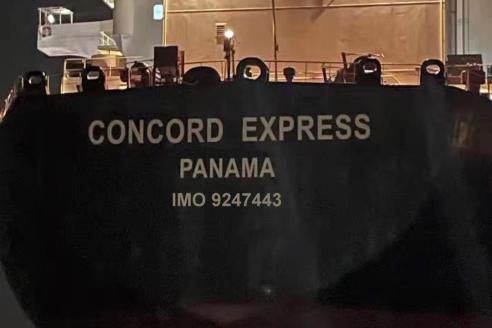 CONCORD EXPRESS
PANAMA
IMO 9247443